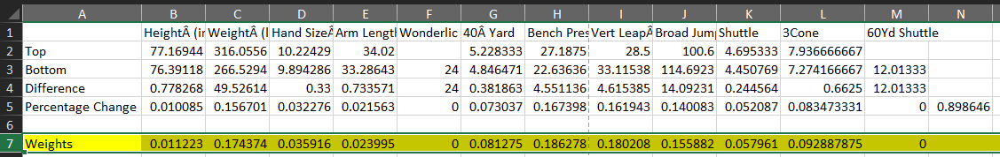 A B C D E F G H I J K L M N
1 HeightÂ (in WeightÂ (l Hand SizeÂ Arm Lengtl Wonderlic 40Â Yard Bench Pres Vert LeapÂ Broad Jum Shuttle 3Cone 60Yd Shuttle
2 Top 77.16944 316.0556 10.22429 34.02 5.228333 27.1875 28.5 100.6 4.695333 7.936666667
3 Bottom 76.39118 266.5294 9.894286 33.28643 24 4.846471 22.63636 33.11538 114.6923 4.450769 7.274166667 12.01333
4 Difference 0.778268 49.52614 0.33 0.733571 24 0.381863 4.551136 4.615385 14.09231 0.244564 0.6625 12.01333
5 Percentage Change 0.010085 0.156701 0.032276 0.021563 0 0.073037 0.167398 0.161943 0.140083 0.052087 0.083473331 0 0.898646
6
7 Weights 0.011223 0.174374 0.035916 0.023995 0 0.081275 0.186278 0.180208 0.155882 0.057961 0.092887875 0